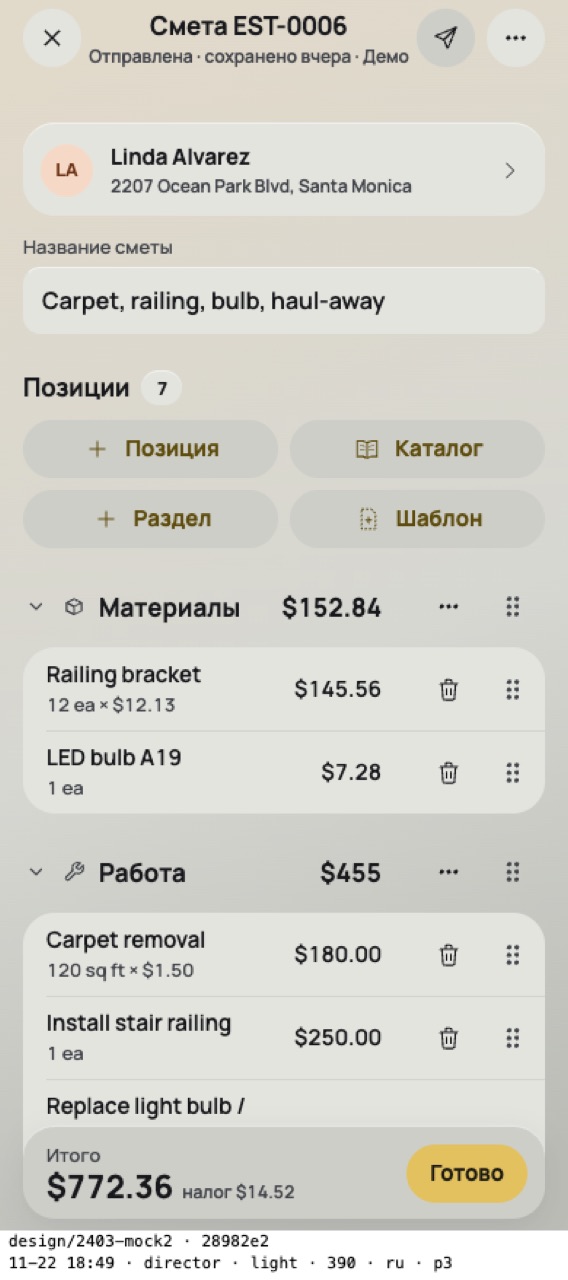 Смета EST-0006
Отправлена · сохранено вчера · Демо
LA
Linda Alvarez
2207 Ocean Park Blvd, Santa Monica
Название сметы
Carpet, railing, bulb, haul-away
Позиции 7
Позиция
Каталог
Раздел
Шаблон
Материалы $152.84
Railing bracket
12 ea × $12.13
$145.56
LED bulb A19
1 ea
$7.28
Работа $455
Carpet removal
120 sq ft × $1.50
$180.00
Install stair railing
1 ea
$250.00
Replace light bulb /
Итого
$772.36 налог $14.52
Готово
design/2403-mock2 · 28982e2
11-22 18:49 · director · light · 390 · ru · p3